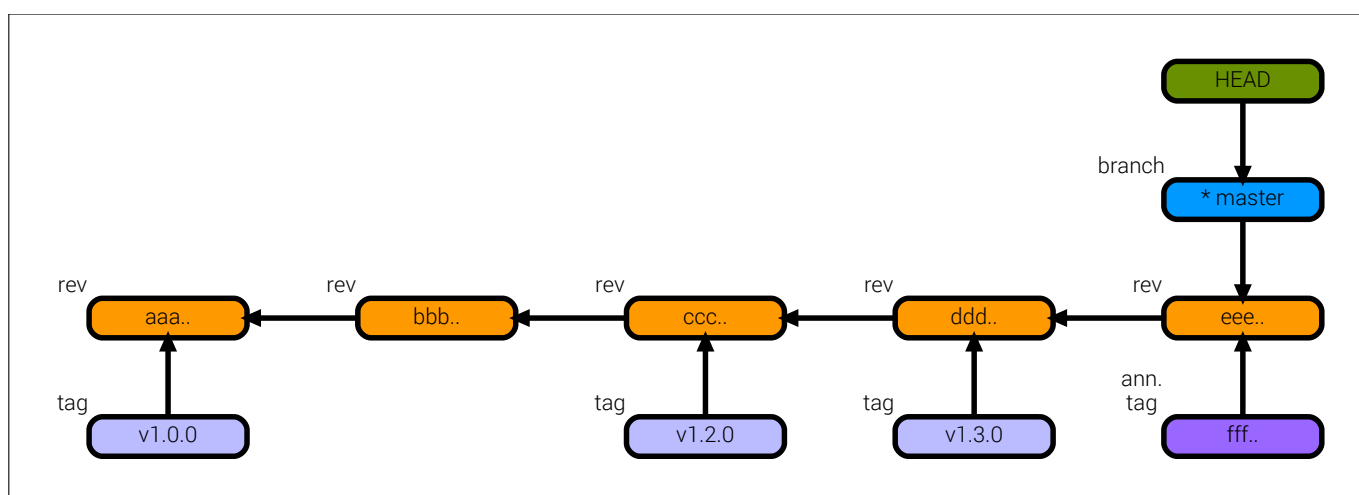 HEAD
branch
* master
rev
rev
rev
rev
rev
aaa..
bbb..
ccc..
ddd..
eee..
ann.
tag
tag
tag
tag
v1.0.0
v1.2.0
v1.3.0
fff..